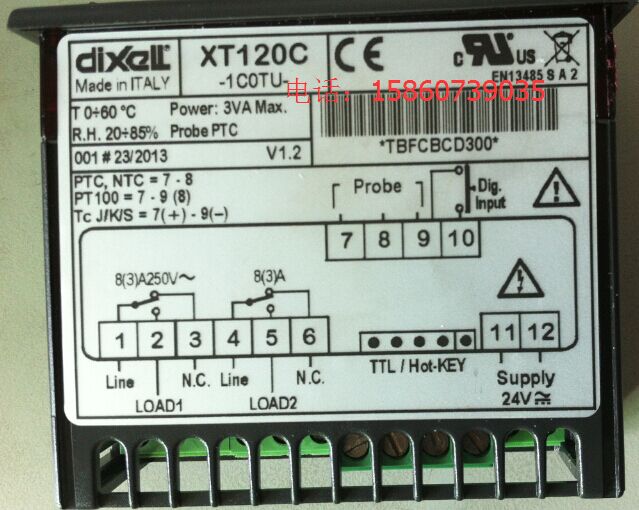 dixell
Made in ITALY
XT120C
-1C0TU-
CE
c RU US
EN13485 S A 2
电话：15860739035
T 0÷60 °C Power: 3VA Max.
R.H. 20÷85% Probe PTC
001 # 23/2013 V1.2
*TBFCBCD300*
PTC, NTC = 7 - 8
PT100 = 7 - 9 (8)
Tc J/K/S = 7(+) - 9(-)
Probe
Dig.
Input
7 8 9 10
8(3)A250V~ 8(3)A
1 2 3 4 5 6 11 12
Line N.C. Line N.C. TTL / Hot-KEY Supply
LOAD1 LOAD2 24V≂